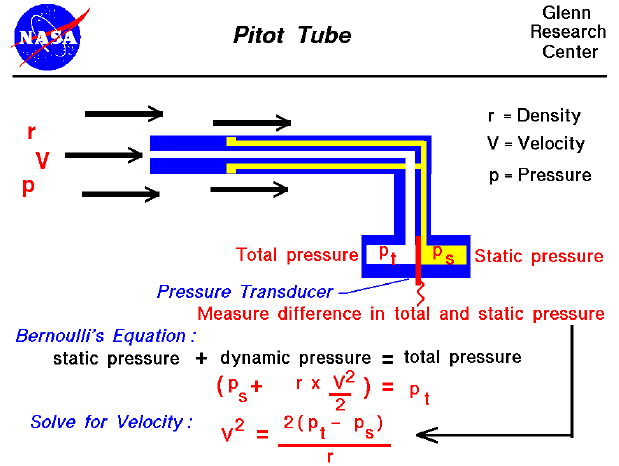 NASA
Pitot Tube
Glenn
Research
Center
r = Density
V = Velocity
p = Pressure
r
V
p
Total pressure
pt
ps
Static pressure
Pressure Transducer
Measure difference in total and static pressure
Bernoulli's Equation :
static pressure + dynamic pressure = total pressure
(ps + r x V²/2) = pt
Solve for Velocity :
V² = 2(pt - ps)/r